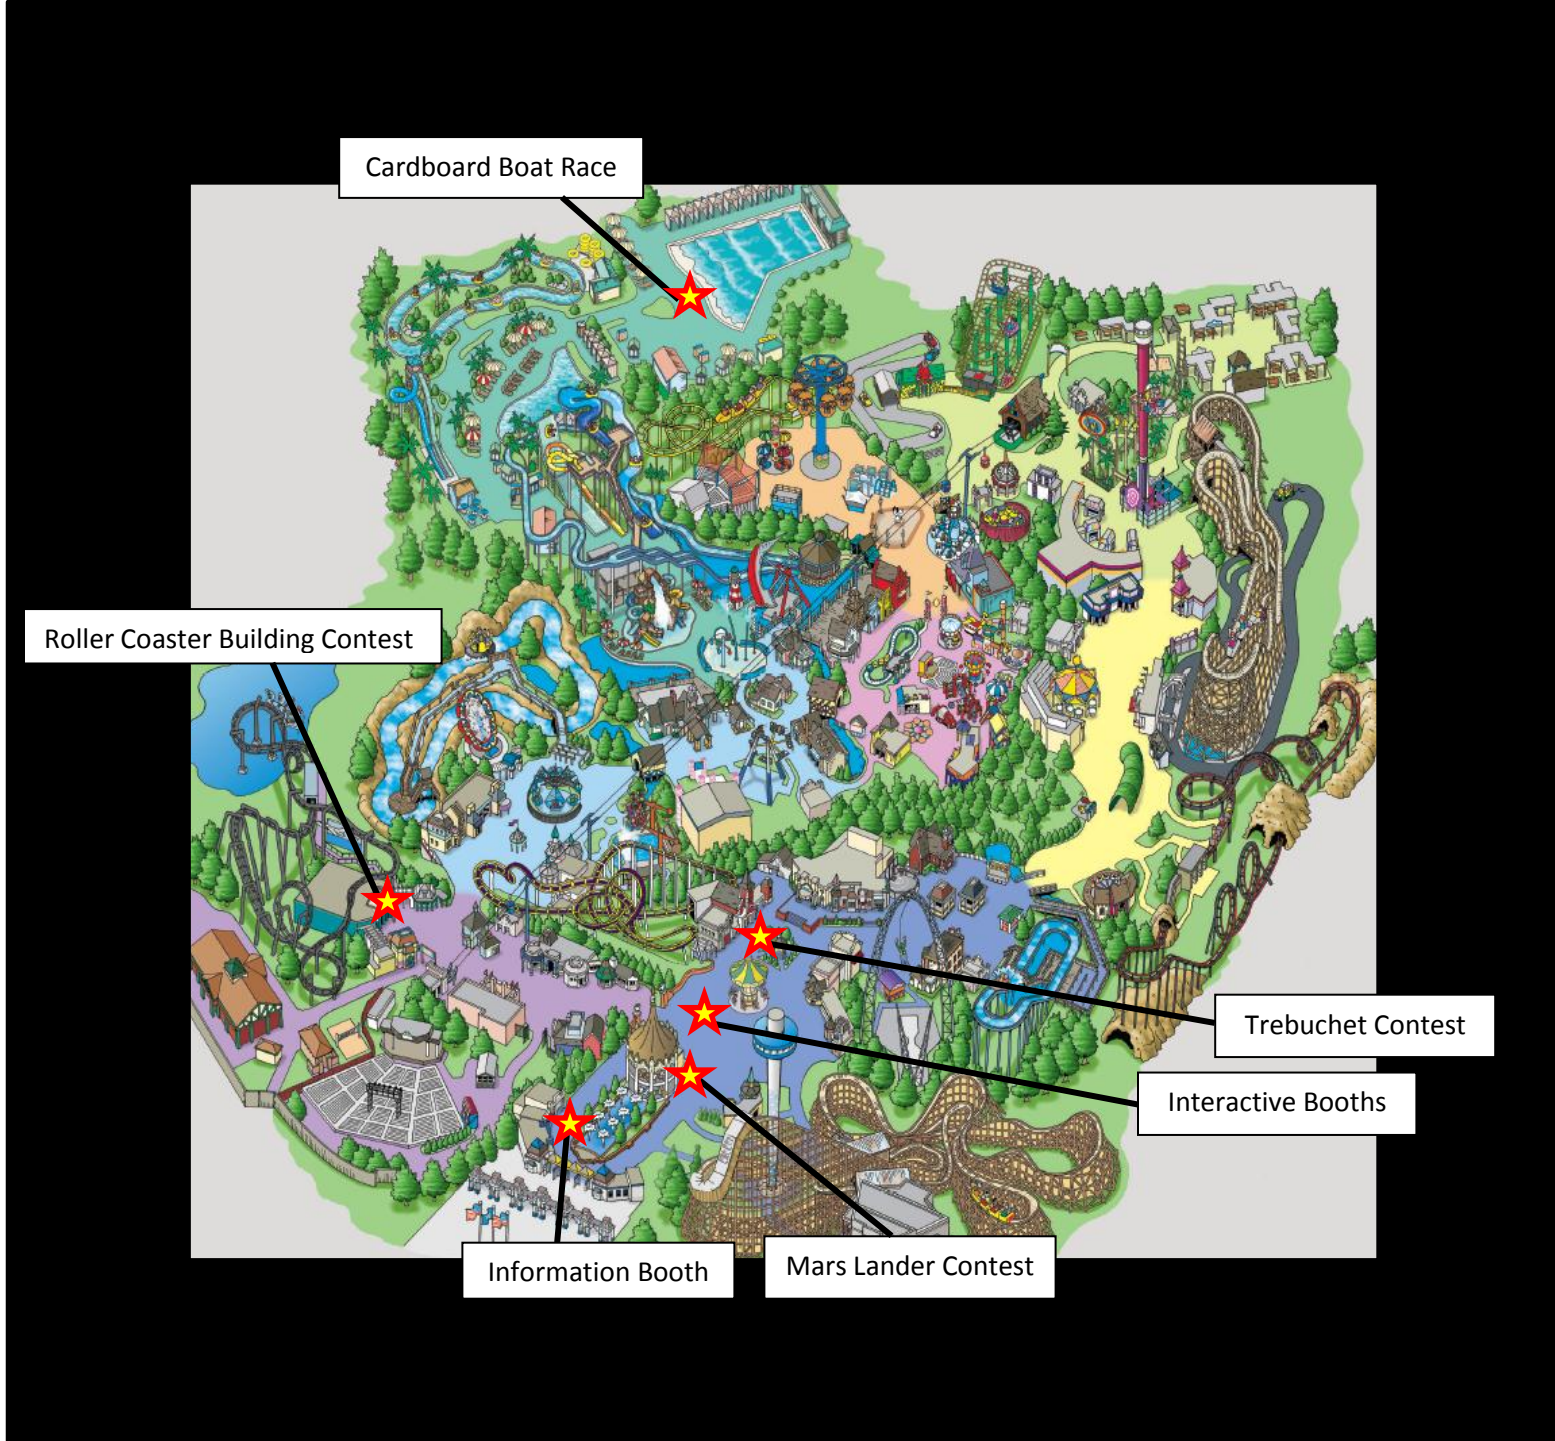 Cardboard Boat Race
Roller Coaster Building Contest
Trebuchet Contest
Interactive Booths
Mars Lander Contest
Information Booth